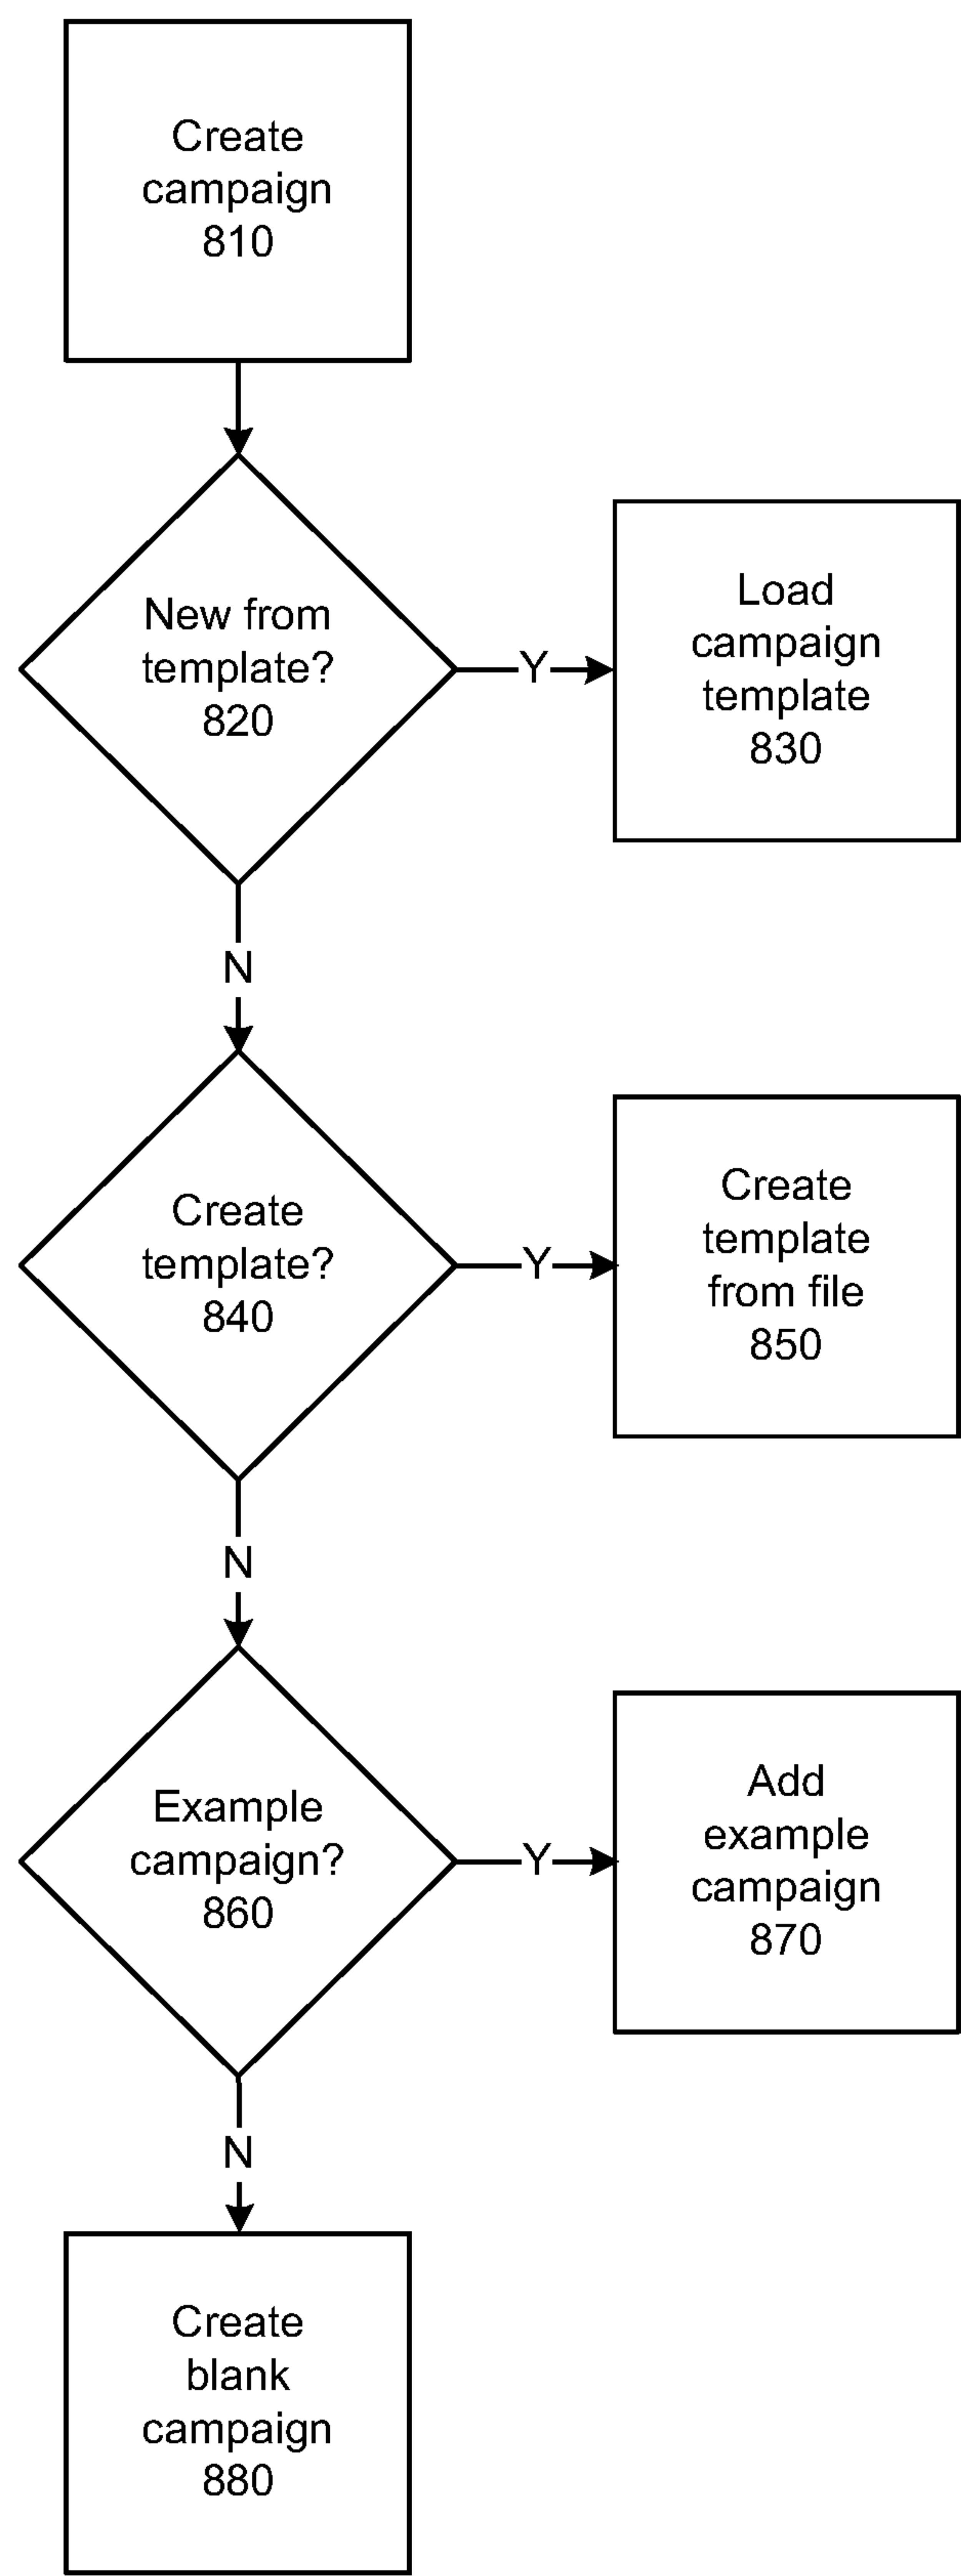 Create
campaign
810
New from
template?
820
Y
Load
campaign
template
830
N
Create
template?
840
Y
Create
template
from file
850
N
Example
campaign?
860
Y
Add
example
campaign
870
N
Create
blank
campaign
880